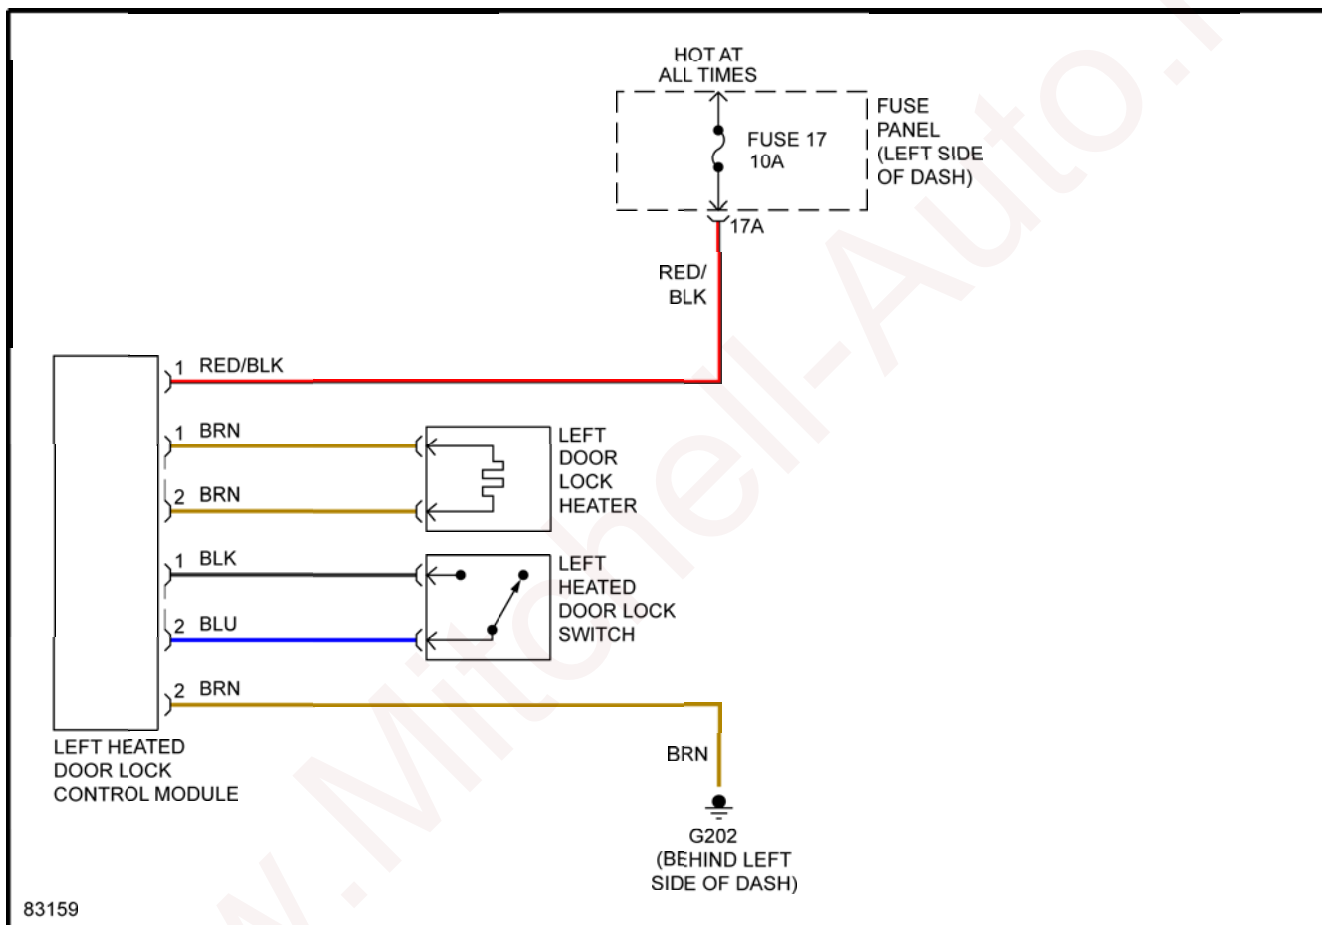 HOT AT
ALL TIMES
FUSE
PANEL
(LEFT SIDE
OF DASH)
FUSE 17
10A
17A
RED/
BLK
1 RED/BLK
1 BRN
2 BRN
LEFT
DOOR
LOCK
HEATER
1 BLK
2 BLU
LEFT
HEATED
DOOR LOCK
SWITCH
2 BRN
LEFT HEATED
DOOR LOCK
CONTROL MODULE
BRN
G202
(BEHIND LEFT
SIDE OF DASH)
83159
w.Mitchell-Auto.r